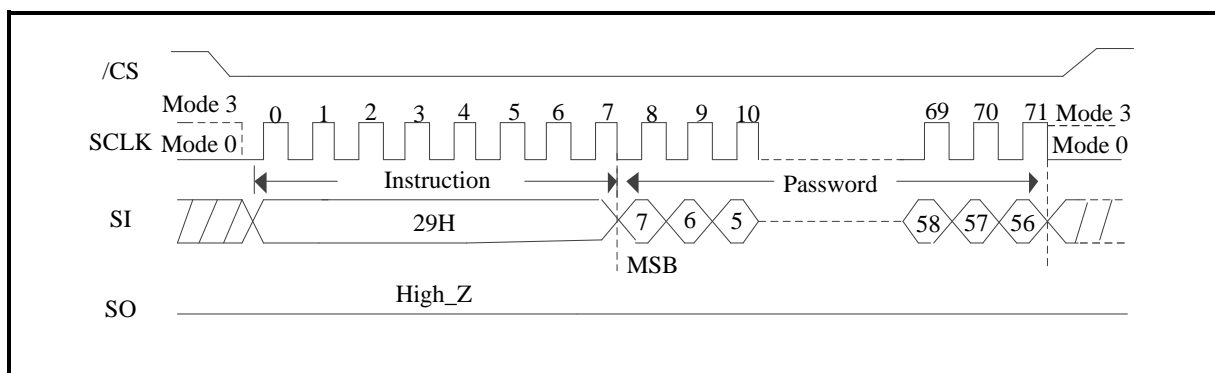 /CS
Mode 3
0 1 2 3 4 5 6 7 8 9 10 69 70 71 Mode 3
SCLK Mode 0 Mode 0
Instruction Password
SI 29H 7 6 5 58 57 56
MSB
High_Z
SO